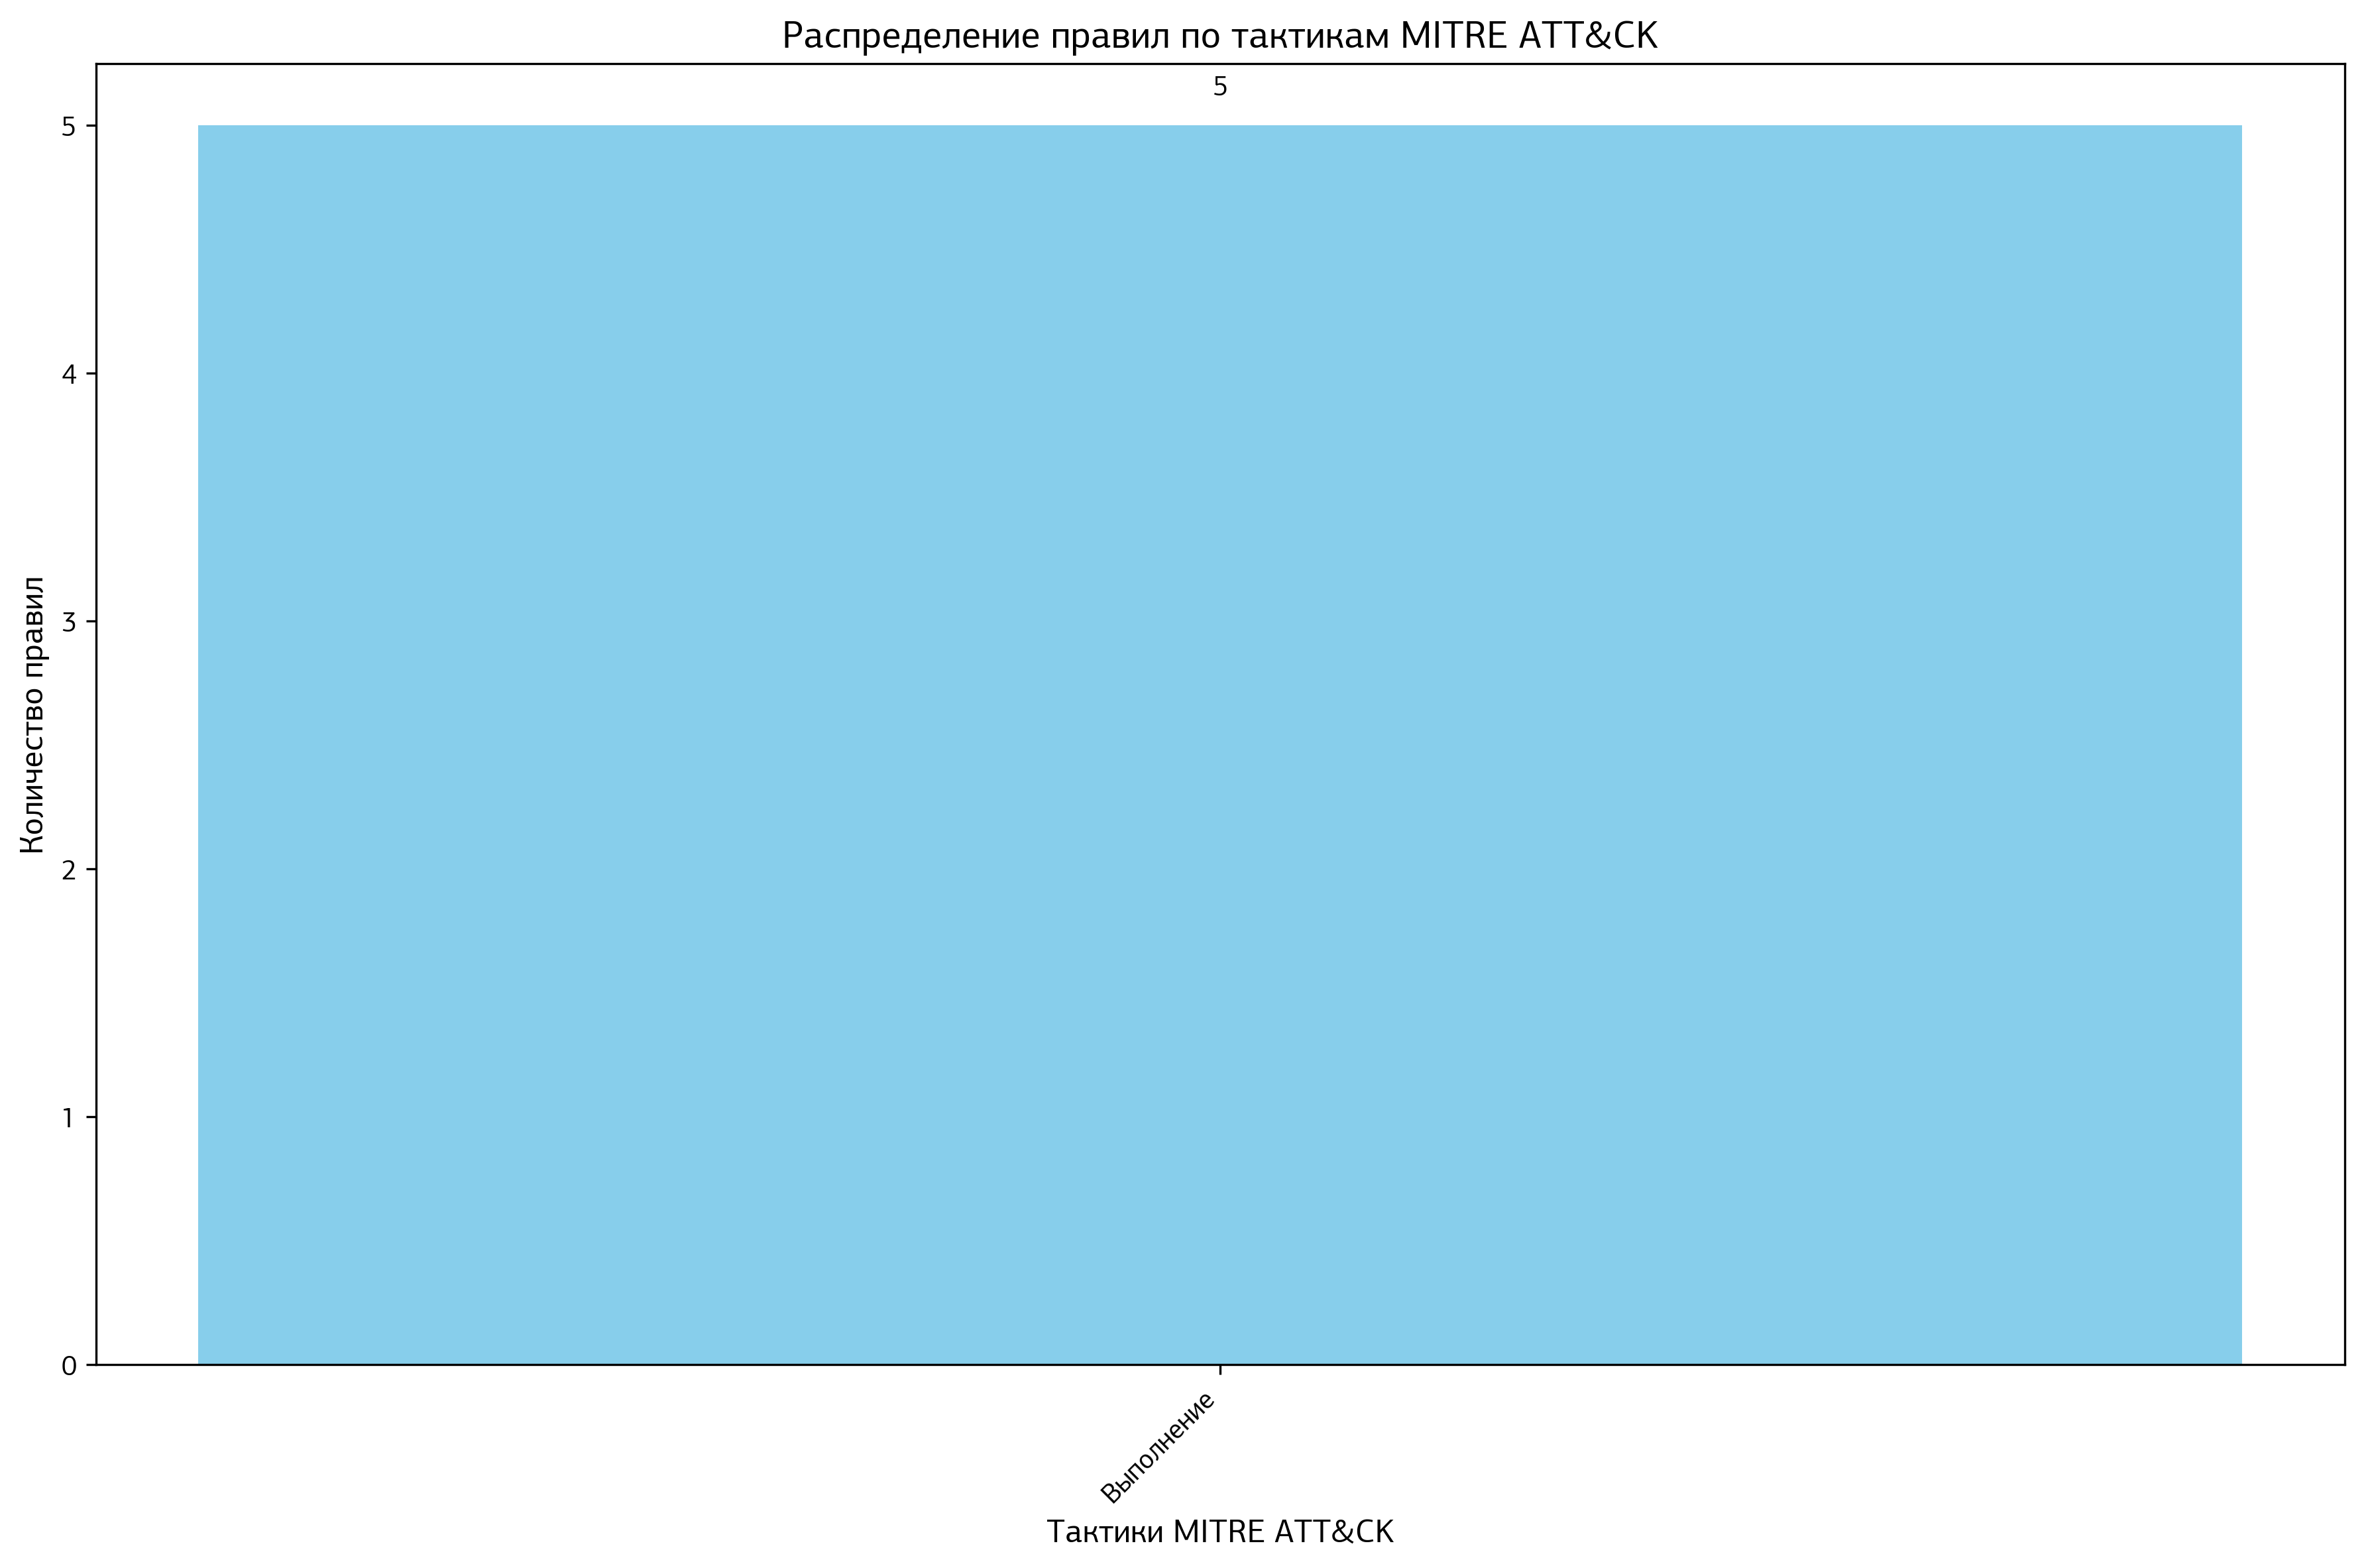 Распределение правил по тактикам MITRE ATT&CK
5
5
4
3
2
1
0
Количество правил
Выполнение
Тактики MITRE ATT&CK